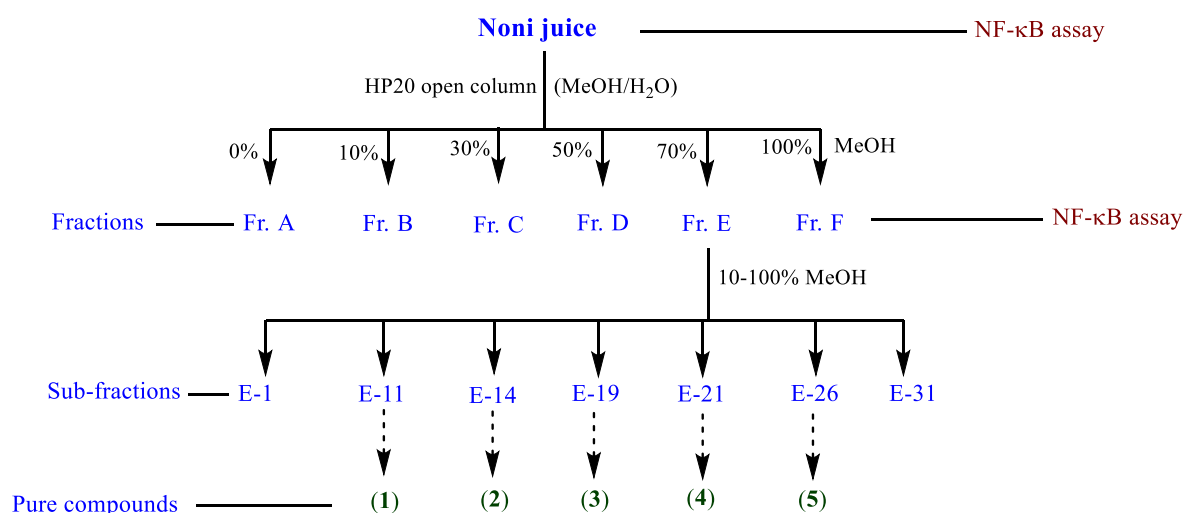 Noni juice NF-κB assay
HP20 open column (MeOH/H₂O)
0% 10% 30% 50% 70% 100% MeOH
Fractions Fr. A Fr. B Fr. C Fr. D Fr. E Fr. F NF-κB assay
10-100% MeOH
Sub-fractions E-1 E-11 E-14 E-19 E-21 E-26 E-31
Pure compounds (1) (2) (3) (4) (5)